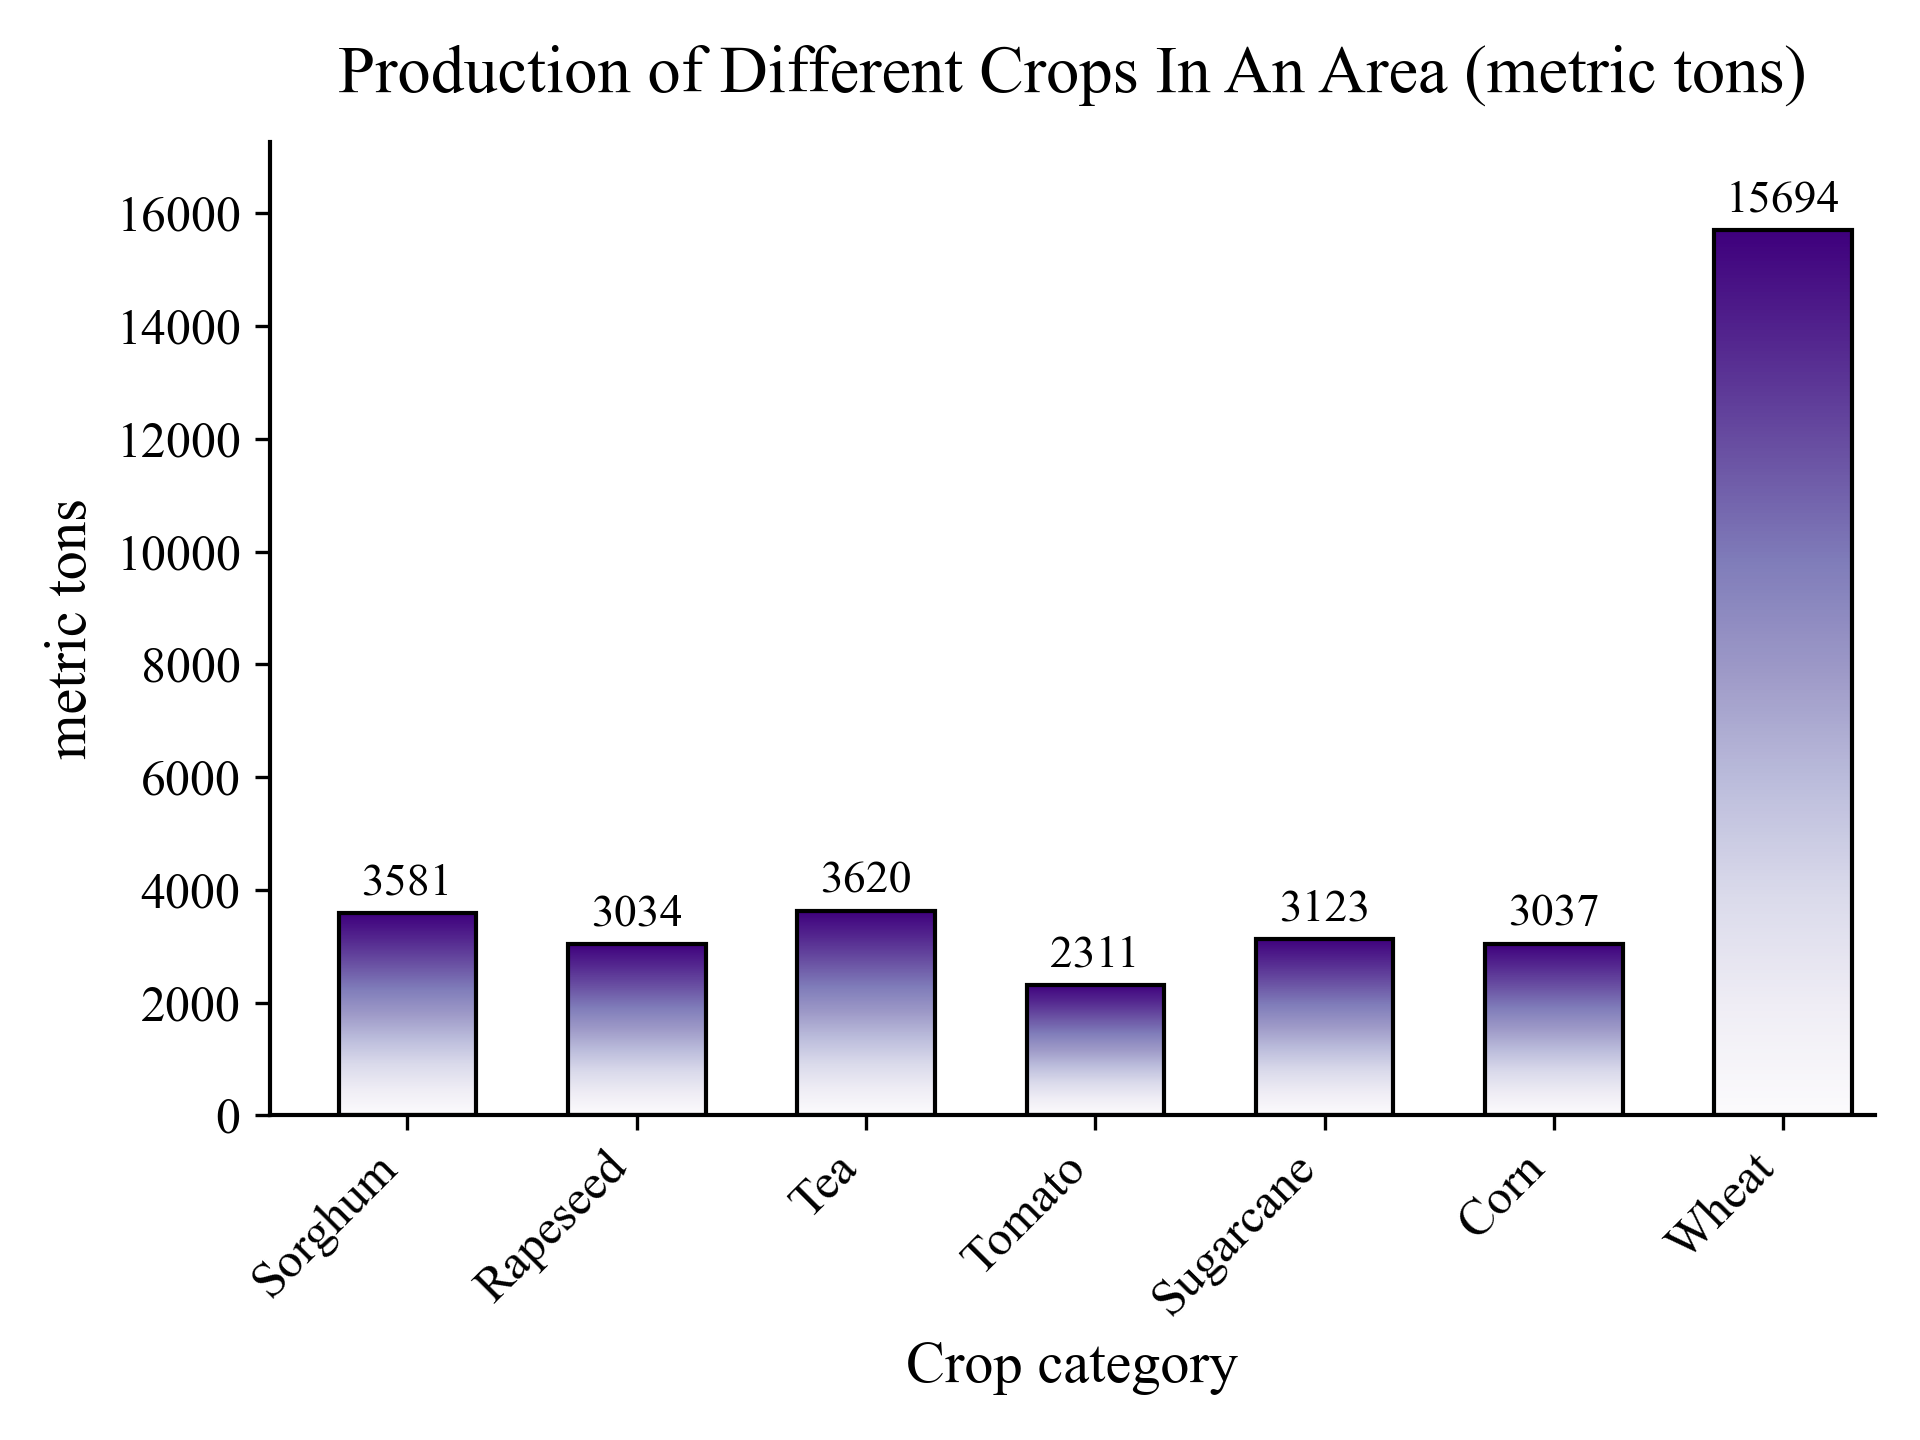 Production of Different Crops In An Area (metric tons)
metric tons
16000
14000
12000
10000
8000
6000
4000
2000
0
3581
3034
3620
2311
3123
3037
15694
Sorghum
Rapeseed
Tea
Tomato
Sugarcane
Corn
Wheat
Crop category